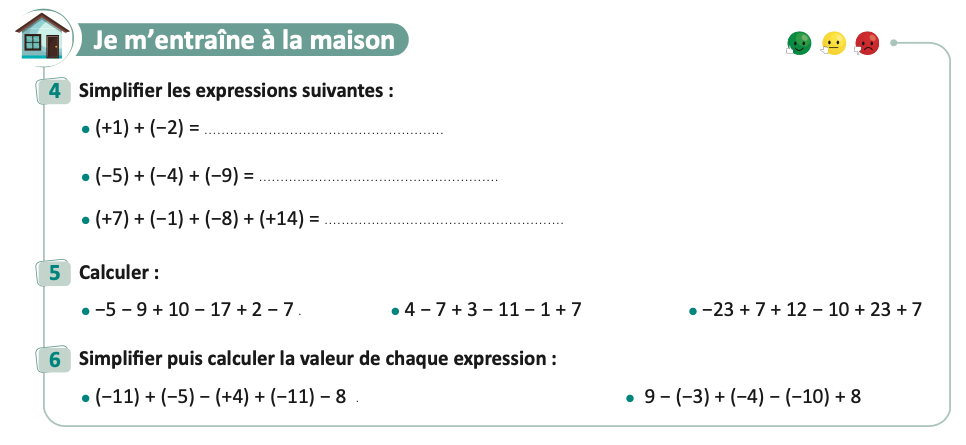 Je m'entraîne à la maison
4 Simplifier les expressions suivantes :
• (+1) + (−2) = ........................................................
• (−5) + (−4) + (−9) = ........................................................
• (+7) + (−1) + (−8) + (+14) = ........................................................
5 Calculer :
• −5 − 9 + 10 − 17 + 2 − 7 . • 4 − 7 + 3 − 11 − 1 + 7 • −23 + 7 + 12 − 10 + 23 + 7
6 Simplifier puis calculer la valeur de chaque expression :
• (−11) + (−5) − (+4) + (−11) − 8 . • 9 − (−3) + (−4) − (−10) + 8